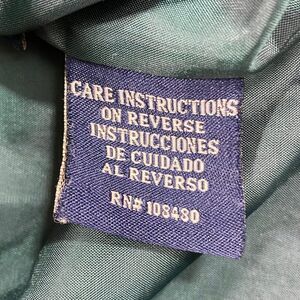 CARE INSTRUCTIONS
ON REVERSE
INSTRUCCIONES
DE CUIDADO
AL REVERSO
RN# 108480